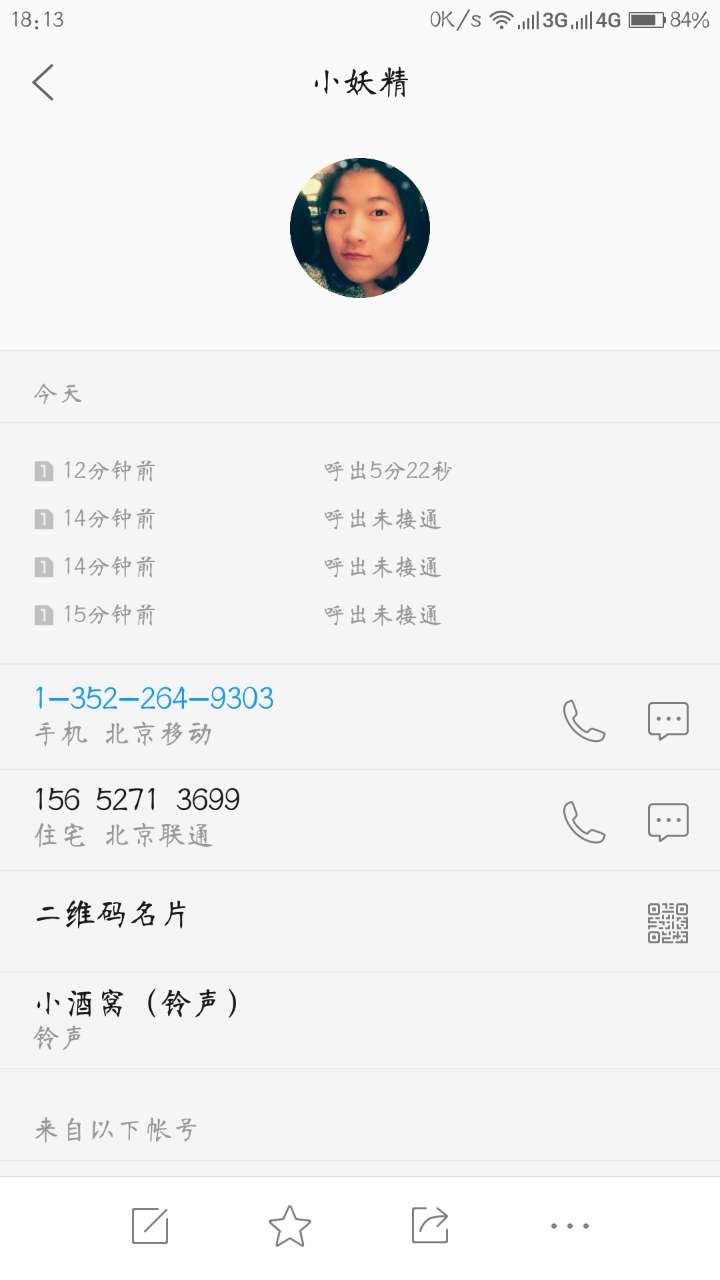 18:13 0K/s 3G 4G 84%
小妖精
今天
1 12分钟前 呼出5分22秒
1 14分钟前 呼出未接通
1 14分钟前 呼出未接通
1 15分钟前 呼出未接通
1-352-264-9303
手机 北京移动
156 5271 3699
住宅 北京联通
二维码名片
小酒窝（铃声）
铃声
来自以下帐号